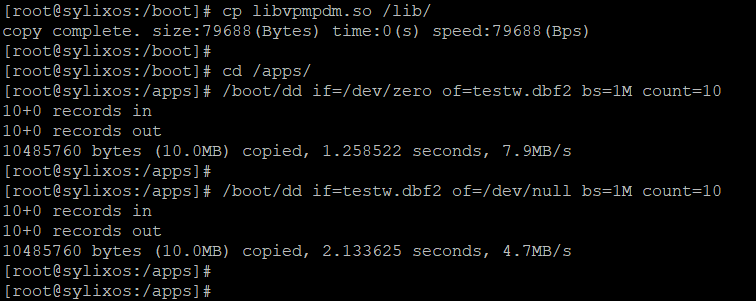 [root@sylixos:/boot]# cp libvpmpdm.so /lib/
copy complete. size:79688(Bytes) time:0(s) speed:79688(Bps)
[root@sylixos:/boot]#
[root@sylixos:/boot]# cd /apps/
[root@sylixos:/apps]# /boot/dd if=/dev/zero of=testw.dbf2 bs=1M count=10
10+0 records in
10+0 records out
10485760 bytes (10.0MB) copied, 1.258522 seconds, 7.9MB/s
[root@sylixos:/apps]#
[root@sylixos:/apps]# /boot/dd if=testw.dbf2 of=/dev/null bs=1M count=10
10+0 records in
10+0 records out
10485760 bytes (10.0MB) copied, 2.133625 seconds, 4.7MB/s
[root@sylixos:/apps]#
[root@sylixos:/apps]#